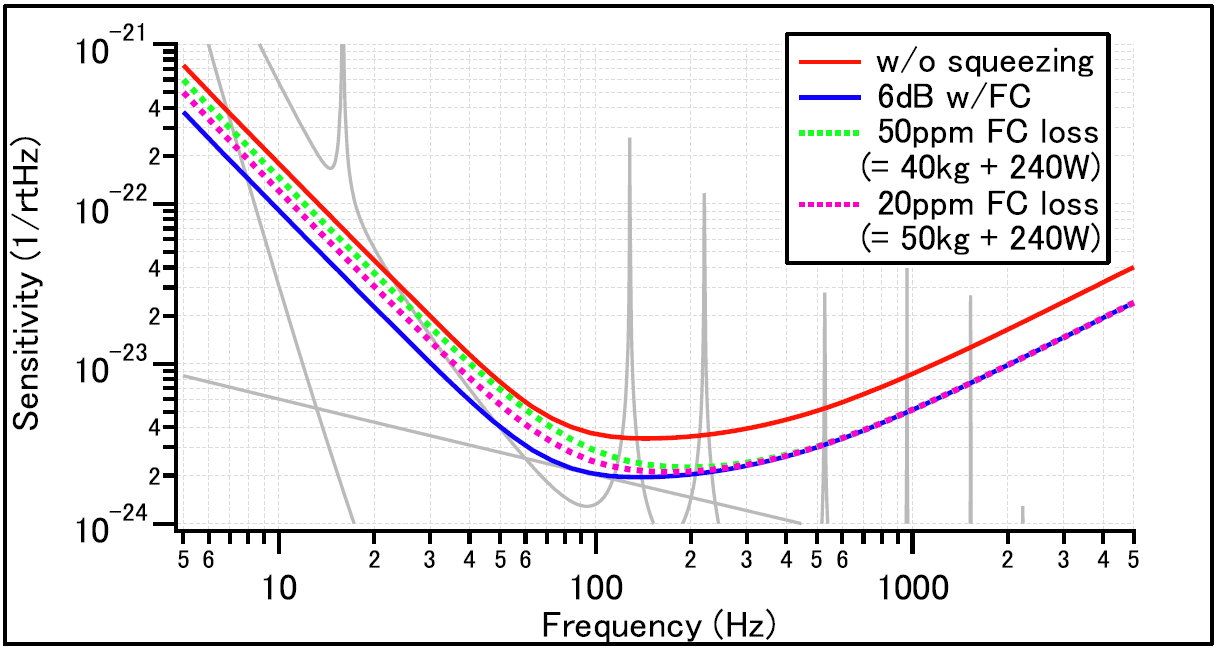 10−21
4
2
10−22
4
2
10−23
4
2
10−24
Sensitivity (1/rtHz)
w/o squeezing
6dB w/FC
50ppm FC loss
(= 40kg + 240W)
20ppm FC loss
(= 50kg + 240W)
5 6 2 3 4 5 6 2 3 4 5 6 2 3 4 5
10 100 1000
Frequency (Hz)